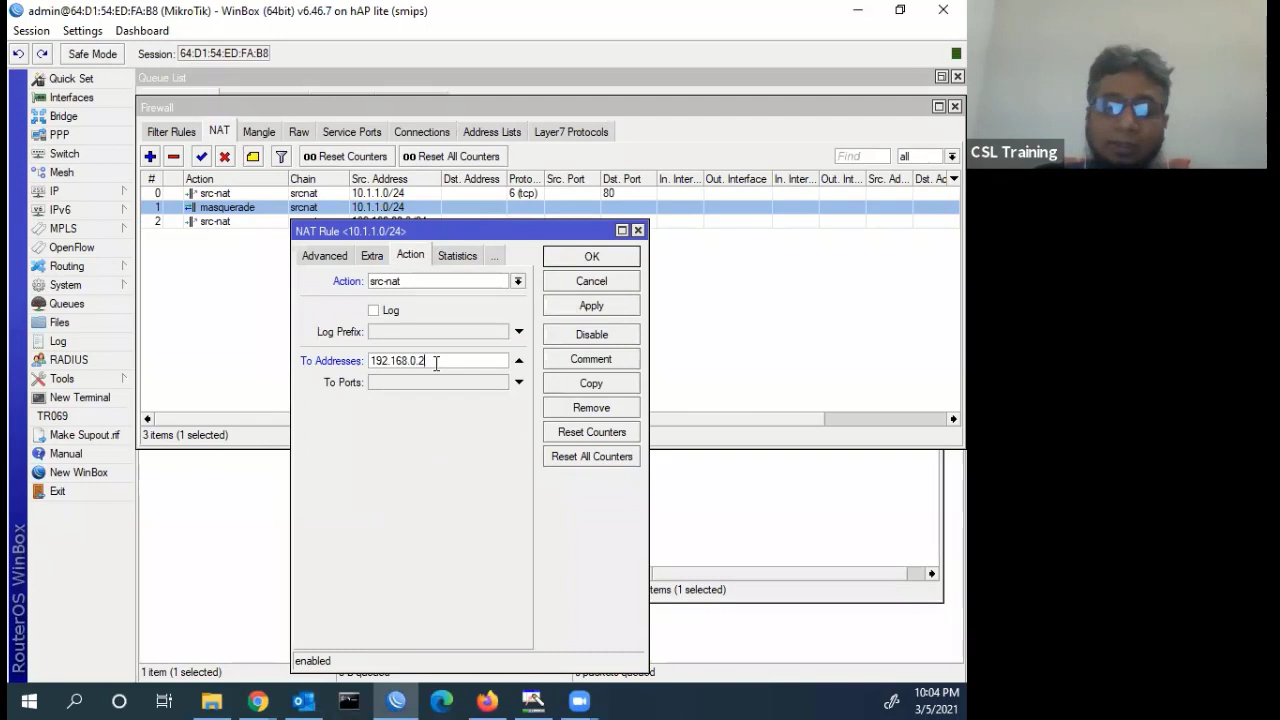 admin@64:D1:54:ED:FA:B8 (MikroTik) - WinBox (64bit) v6.46.7 on hAP lite (smips)
Session Settings Dashboard
Safe Mode Session: 64:D1:54:ED:FA:B8
Quick Set
Interfaces
Bridge
PPP
Switch
Mesh
IP
IPv6
MPLS
OpenFlow
Routing
System
Queues
Files
Log
RADIUS
Tools
New Terminal
TR069
Make Supout.rif
Manual
New WinBox
Exit
RouterOS WinBox
Queue List
Firewall
Filter Rules NAT Mangle Raw Service Ports Connections Address Lists Layer7 Protocols
00 Reset Counters 00 Reset All Counters Find all
# Action Chain Src. Address Dst. Address Proto... Src. Port Dst. Port In. Inter... Out. Interface In. Inter... Out. Int... Src. Ad... Dst. Ad
0 src-nat srcnat 10.1.1.0/24 6 (tcp) 80
1 masquerade srcnat 10.1.1.0/24
2 src-nat srcnat
3 items (1 selected)
NAT Rule <10.1.1.0/24>
Advanced Extra Action Statistics ...
Action: src-nat
Log
Log Prefix:
To Addresses: 192.168.0.2
To Ports:
OK
Cancel
Apply
Disable
Comment
Copy
Remove
Reset Counters
Reset All Counters
enabled
tems (1 selected)
1 item (1 selected)
CSL Training
10:04 PM
3/5/2021